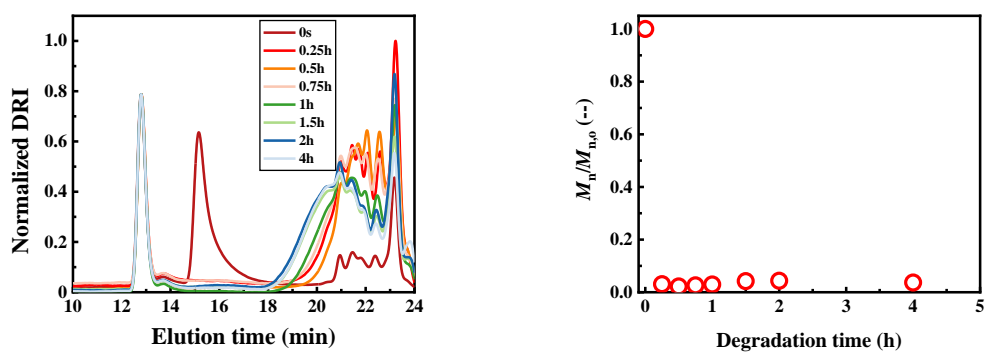 Normalized DRI
1.0
0.8
0.6
0.4
0.2
0
10 12 14 16 18 20 22 24
Elution time (min)
0s
0.25h
0.5h
0.75h
1h
1.5h
2h
4h
Mn/Mn,o (--)
1.0
0.8
0.6
0.4
0.2
0.0
0 1 2 3 4 5
Degradation time (h)